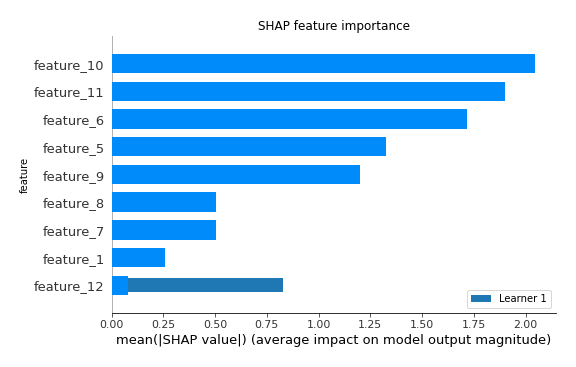 SHAP feature importance
feature
feature_10
feature_11
feature_6
feature_5
feature_9
feature_8
feature_7
feature_1
feature_12
Learner 1
0.00 0.25 0.50 0.75 1.00 1.25 1.50 1.75 2.00
mean(|SHAP value|) (average impact on model output magnitude)